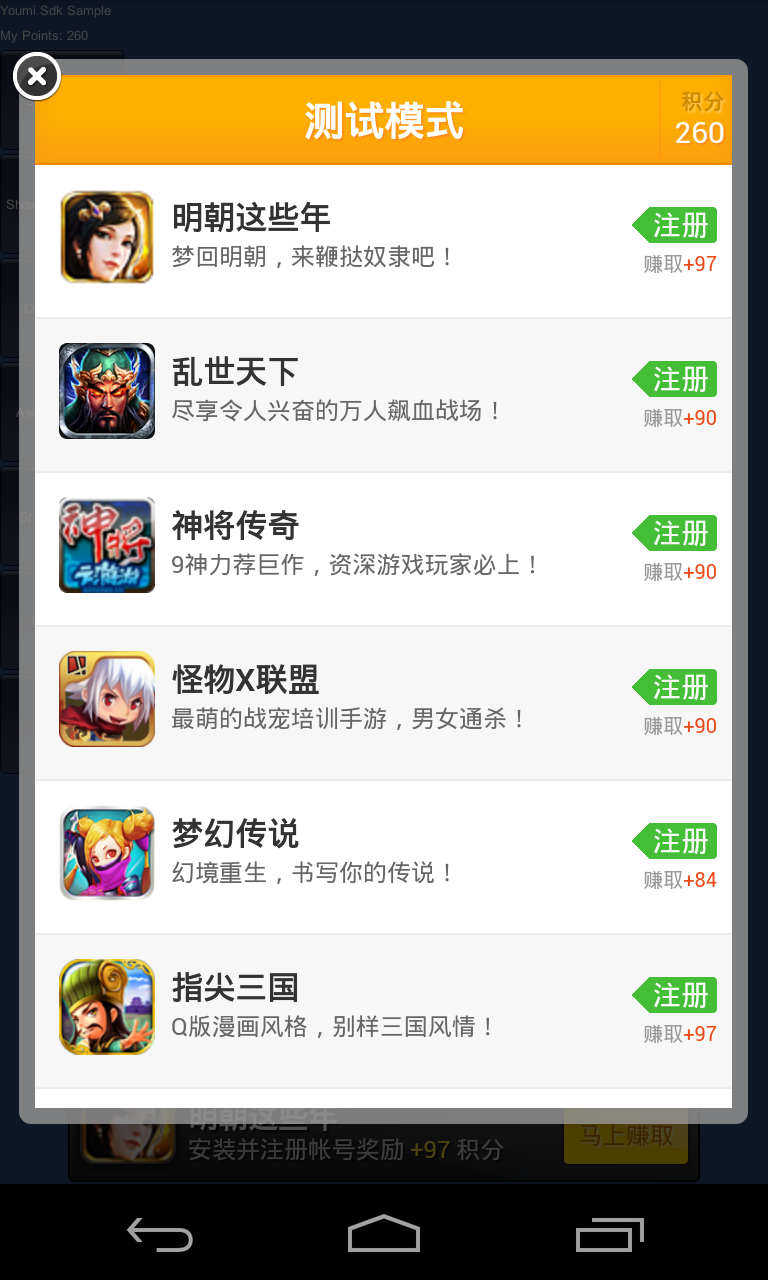 Youmi Sdk Sample
My Points: 260
测试模式
积分
260
明朝这些年
梦回明朝，来鞭挞奴隶吧！
注册
赚取+97
乱世天下
尽享令人兴奋的万人飙血战场！
注册
赚取+90
神将
神将传奇
9神力荐巨作，资深游戏玩家必上！
注册
赚取+90
怪物X联盟
最萌的战宠培训手游，男女通杀！
注册
赚取+90
梦幻传说
幻境重生，书写你的传说！
注册
赚取+84
指尖三国
Q版漫画风格，别样三国风情！
注册
赚取+97
明朝这些年
安装并注册帐号奖励 +97 积分
马上赚取